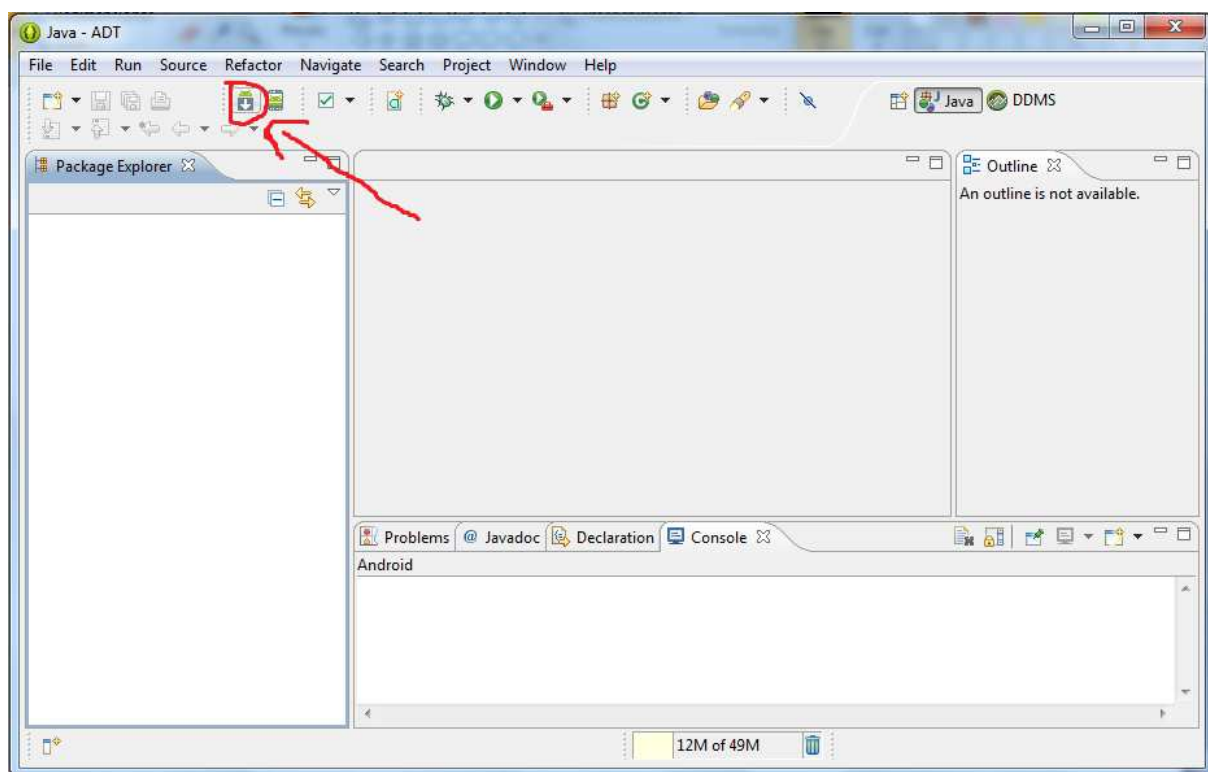 Java - ADT
File Edit Run Source Refactor Navigate Search Project Window Help
Java DDMS
Package Explorer
Outline
An outline is not available.
Problems @ Javadoc Declaration Console
Android
12M of 49M